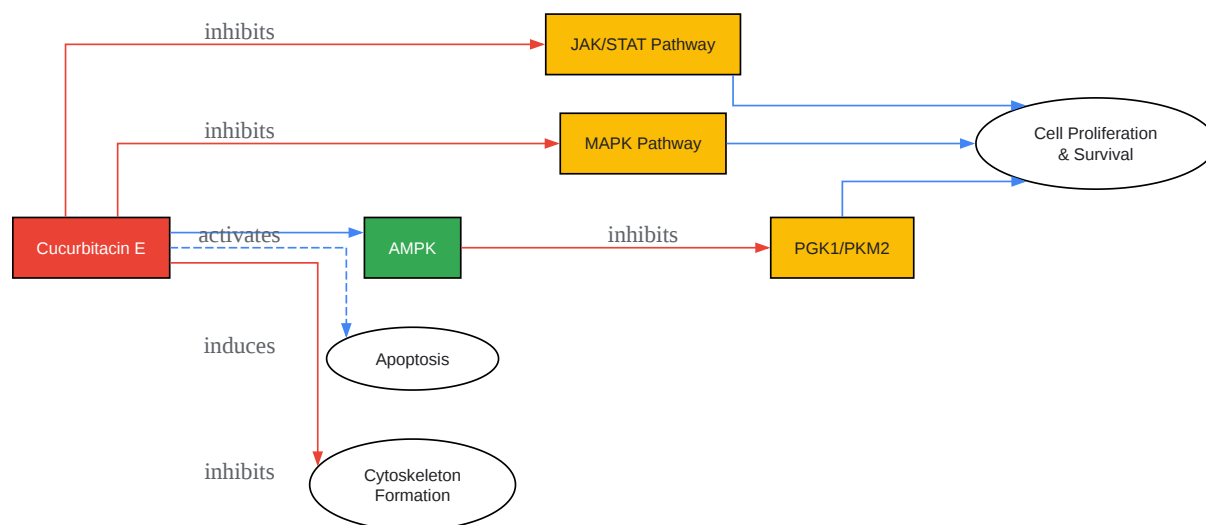 inhibits
JAK/STAT Pathway
inhibits
MAPK Pathway
Cell Proliferation
& Survival
Cucurbitacin E
activates
AMPK
inhibits
PGK1/PKM2
induces
Apoptosis
inhibits
Cytoskeleton
Formation